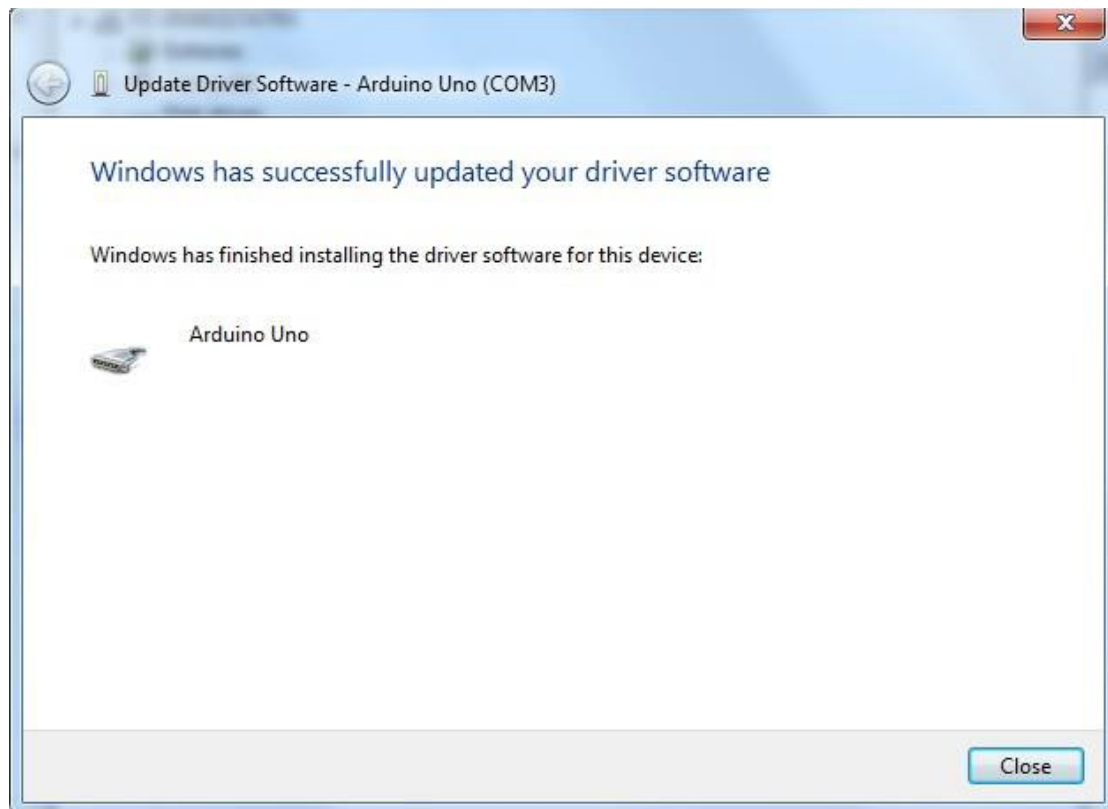 Update Driver Software - Arduino Uno (COM3)
Windows has successfully updated your driver software
Windows has finished installing the driver software for this device:
Arduino Uno
Close